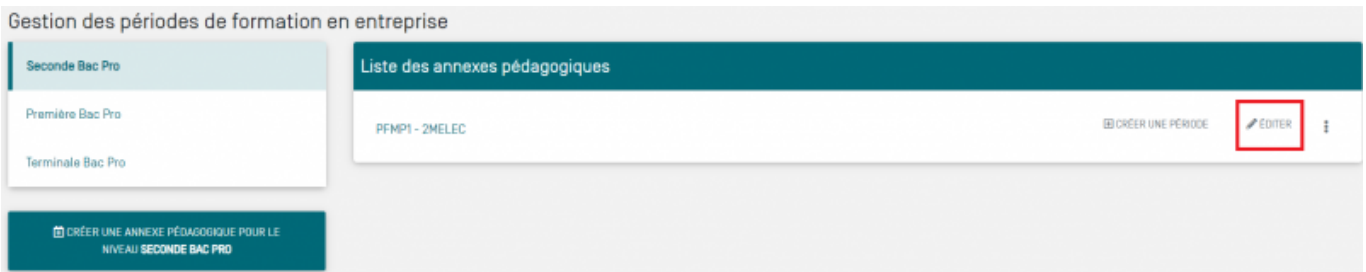 Gestion des périodes de formation en entreprise
Seconde Bac Pro
Première Bac Pro
Terminale Bac Pro
CRÉER UNE ANNEXE PÉDAGOGIQUE POUR LE
NIVEAU SECONDE BAC PRO
Liste des annexes pédagogiques
PFMP1 - 2MELEC
CRÉER UNE PÉRIODE
ÉDITER